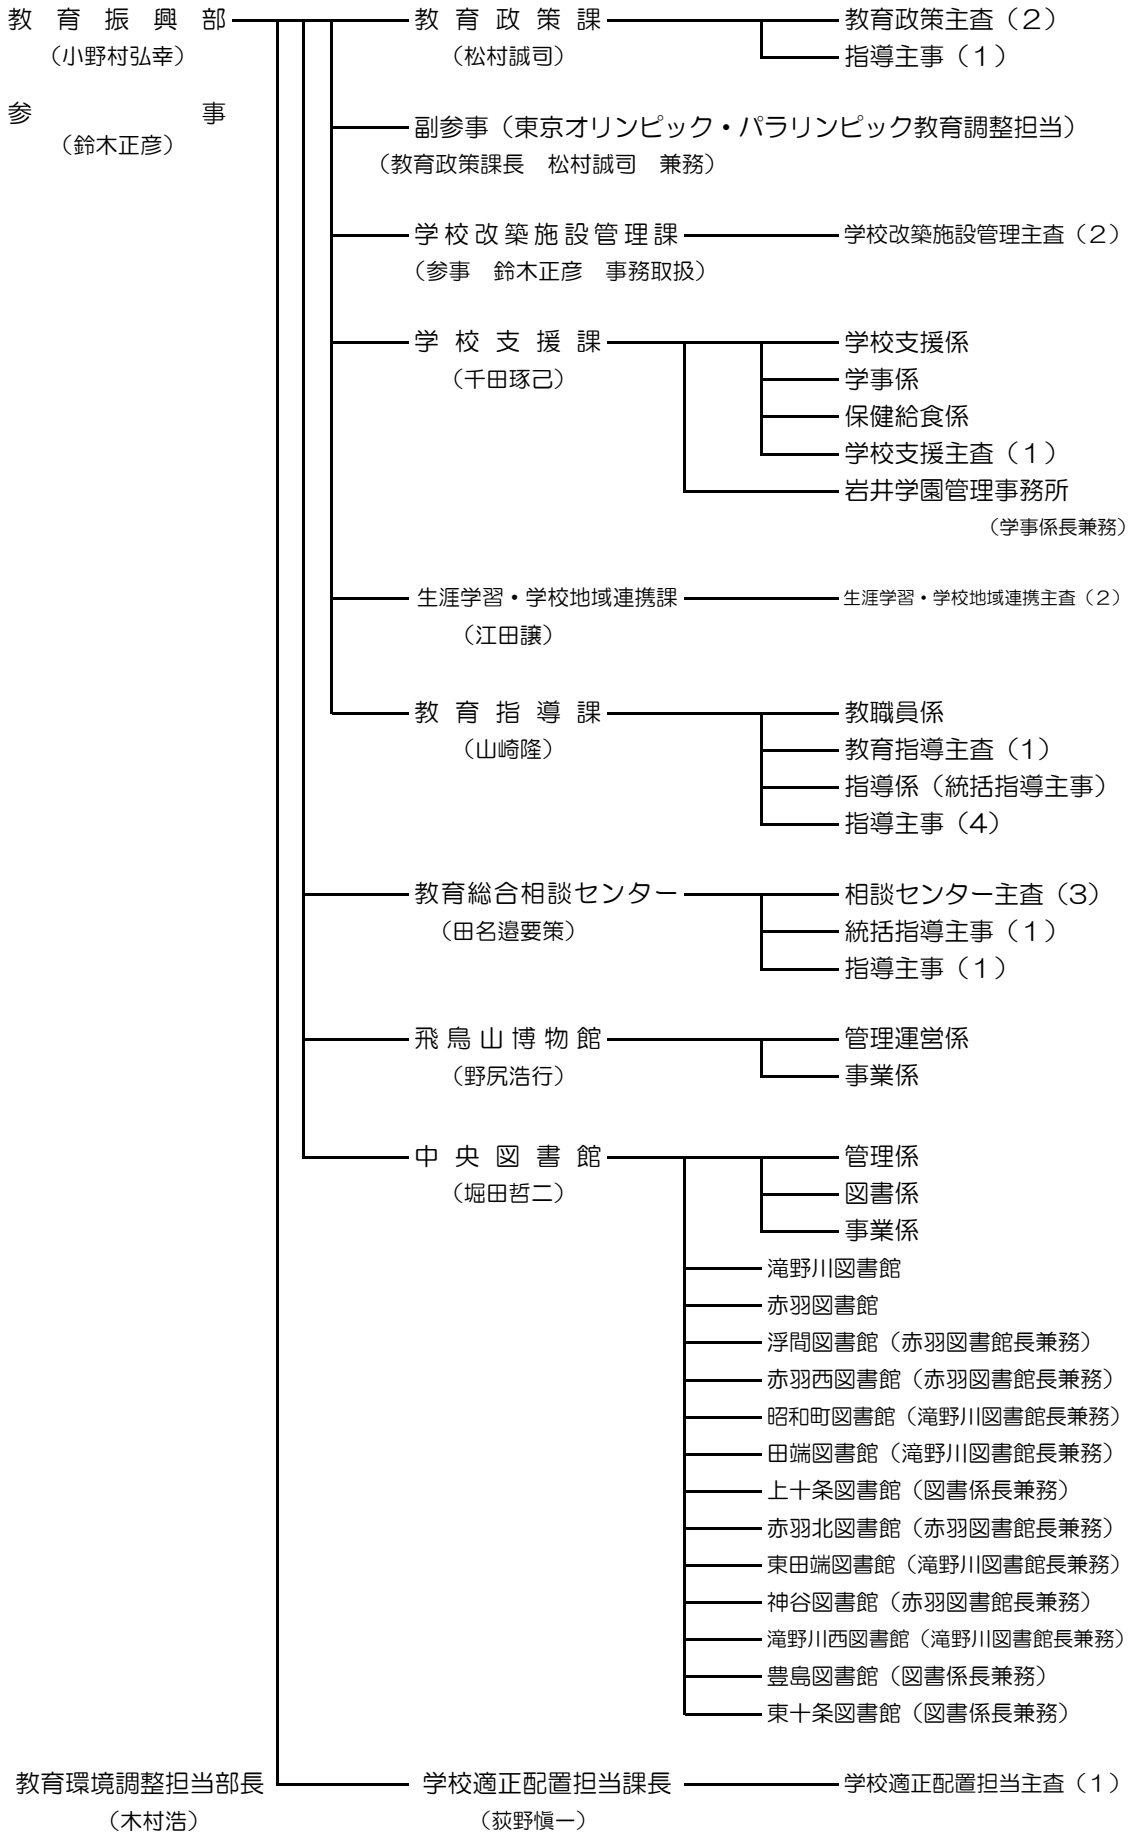 教育振興部 教育政策課 教育政策主査（２）
（小野村弘幸） （松村誠司） 指導主事（１）
参事
（鈴木正彦）
副参事（東京オリンピック・パラリンピック教育調整担当）
（教育政策課長　松村誠司　兼務）
学校改築施設管理課 学校改築施設管理主査（２）
（参事　鈴木正彦　事務取扱）
学校支援課 学校支援係
（千田琢己） 学事係
保健給食係
学校支援主査（１）
岩井学園管理事務所
（学事係長兼務）
生涯学習・学校地域連携課 生涯学習・学校地域連携主査（２）
（江田譲）
教育指導課 教職員係
（山崎隆） 教育指導主査（１）
指導係（統括指導主事）
指導主事（４）
教育総合相談センター 相談センター主査（３）
（田名邉要策） 統括指導主事（１）
指導主事（１）
飛鳥山博物館 管理運営係
（野尻浩行） 事業係
中央図書館 管理係
（堀田哲二） 図書係
事業係
滝野川図書館
赤羽図書館
浮間図書館（赤羽図書館長兼務）
赤羽西図書館（赤羽図書館長兼務）
昭和町図書館（滝野川図書館長兼務）
田端図書館（滝野川図書館長兼務）
上十条図書館（図書係長兼務）
赤羽北図書館（赤羽図書館長兼務）
東田端図書館（滝野川図書館長兼務）
神谷図書館（赤羽図書館長兼務）
滝野川西図書館（滝野川図書館長兼務）
豊島図書館（図書係長兼務）
東十条図書館（図書係長兼務）
教育環境調整担当部長 学校適正配置担当課長 学校適正配置担当主査（１）
（木村浩） （荻野愼一）